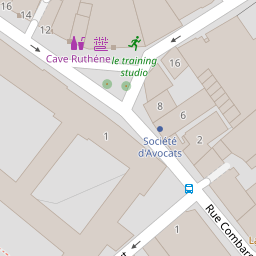 16
14
12
16
Cave Ruthène
le training
studio
8
6
2
1
Société
d'Avocats
Rue Combar
1